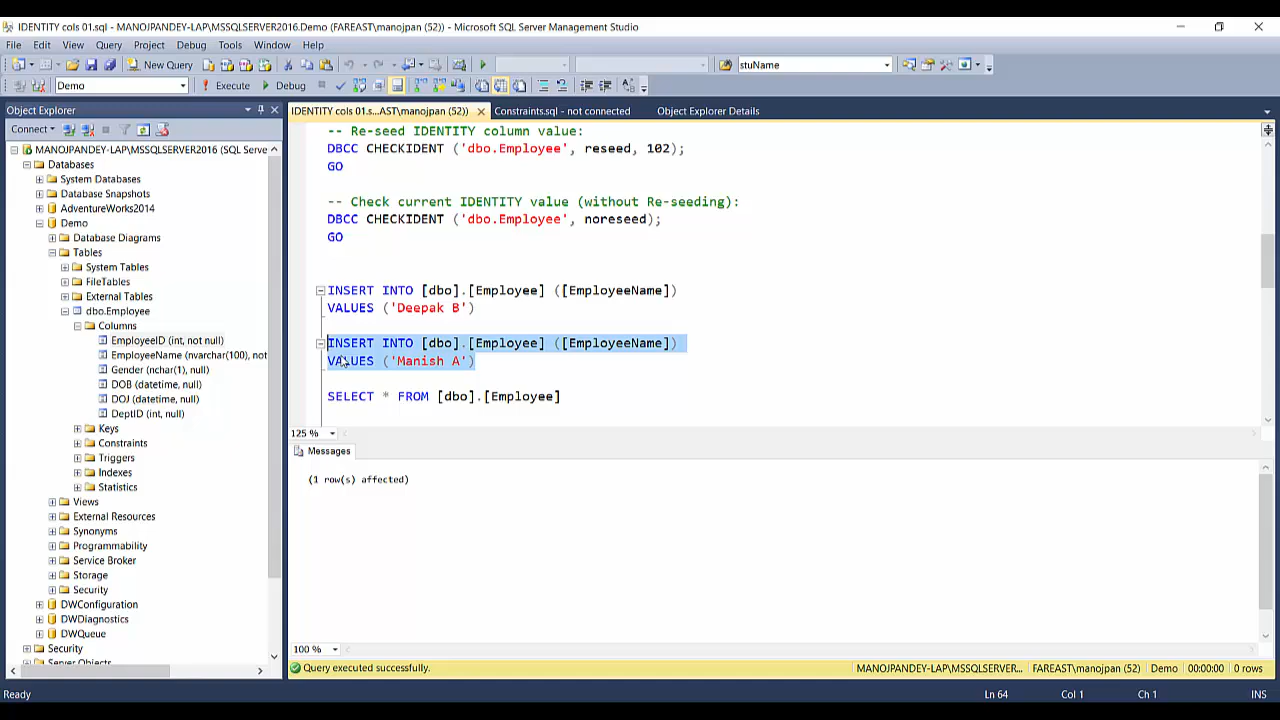 IDENTITY cols 01.sql - MANOJPANDEY-LAP\MSSQLSERVER2016.Demo (FAREAST\manojpan (52)) - Microsoft SQL Server Management Studio
File Edit View Query Project Debug Tools Window Help
New Query stuName
Demo Execute Debug
Object Explorer
IDENTITY cols 01.s...AST\manojpan (52)) Constraints.sql - not connected Object Explorer Details
Connect
MANOJPANDEY-LAP\MSSQLSERVER2016 (SQL Serve
Databases
System Databases
Database Snapshots
AdventureWorks2014
Demo
Database Diagrams
Tables
System Tables
FileTables
External Tables
dbo.Employee
Columns
EmployeeID (int, not null)
EmployeeName (nvarchar(100), not
Gender (nchar(1), null)
DOB (datetime, null)
DOJ (datetime, null)
DeptID (int, null)
Keys
Constraints
Triggers
Indexes
Statistics
Views
External Resources
Synonyms
Programmability
Service Broker
Storage
Security
DWConfiguration
DWDiagnostics
DWQueue
Security
Server Objects
-- Re-seed IDENTITY column value:
DBCC CHECKIDENT ('dbo.Employee', reseed, 102);
GO
-- Check current IDENTITY value (without Re-seeding):
DBCC CHECKIDENT ('dbo.Employee', noreseed);
GO
INSERT INTO [dbo].[Employee] ([EmployeeName])
VALUES ('Deepak B')
INSERT INTO [dbo].[Employee] ([EmployeeName])
VALUES ('Manish A')
SELECT * FROM [dbo].[Employee]
125 %
Messages
(1 row(s) affected)
100 %
Query executed successfully. MANOJPANDEY-LAP\MSSQLSERVER... FAREAST\manojpan (52) Demo 00:00:00 0 rows
Ready Ln 64 Col 1 Ch 1 INS